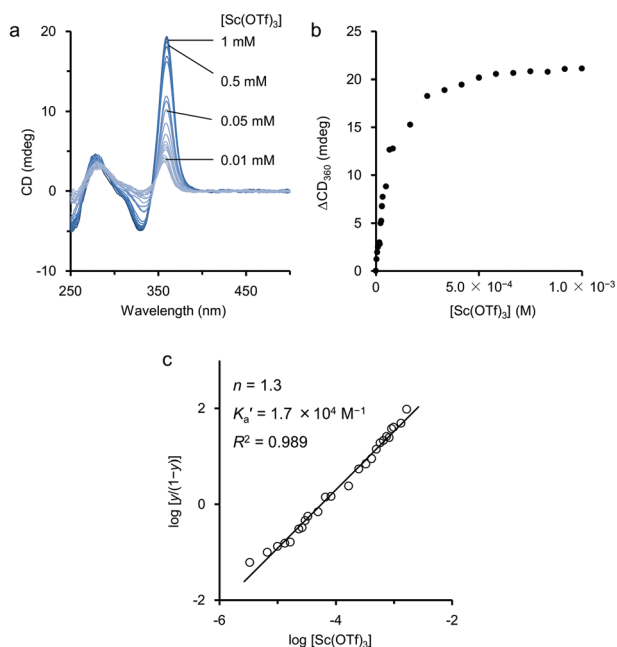 a
[Sc(OTf)₃]
1 mM
0.5 mM
0.05 mM
0.01 mM
20
10
0
-10
CD (mdeg)
250
350
450
Wavelength (nm)
b
25
20
15
10
5
0
ΔCD₃₆₀ (mdeg)
0
5.0 × 10⁻⁴
1.0 × 10⁻³
[Sc(OTf)₃] (M)
c
n = 1.3
Kₐ′ = 1.7 × 10⁴ M⁻¹
R² = 0.989
2
0
-2
log [y/(1−y)]
-6
-4
-2
log [Sc(OTf)₃]